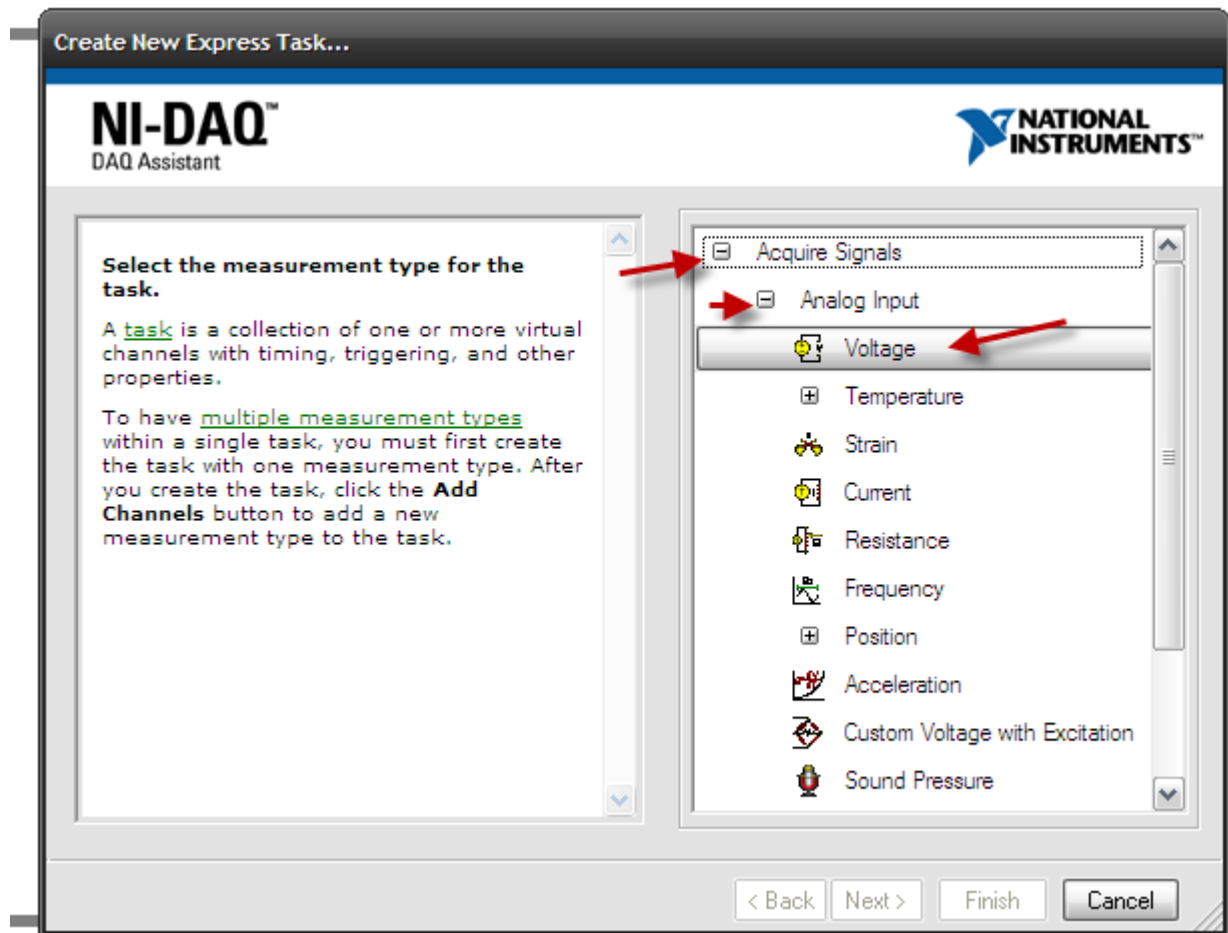 Create New Express Task...
NI-DAQ™
DAQ Assistant
NATIONAL
INSTRUMENTS™
Select the measurement type for the
task.
A task is a collection of one or more virtual
channels with timing, triggering, and other
properties.
To have multiple measurement types
within a single task, you must first create
the task with one measurement type. After
you create the task, click the Add
Channels button to add a new
measurement type to the task.
Acquire Signals
Analog Input
Voltage
Temperature
Strain
Current
Resistance
Frequency
Position
Acceleration
Custom Voltage with Excitation
Sound Pressure
< Back Next > Finish Cancel